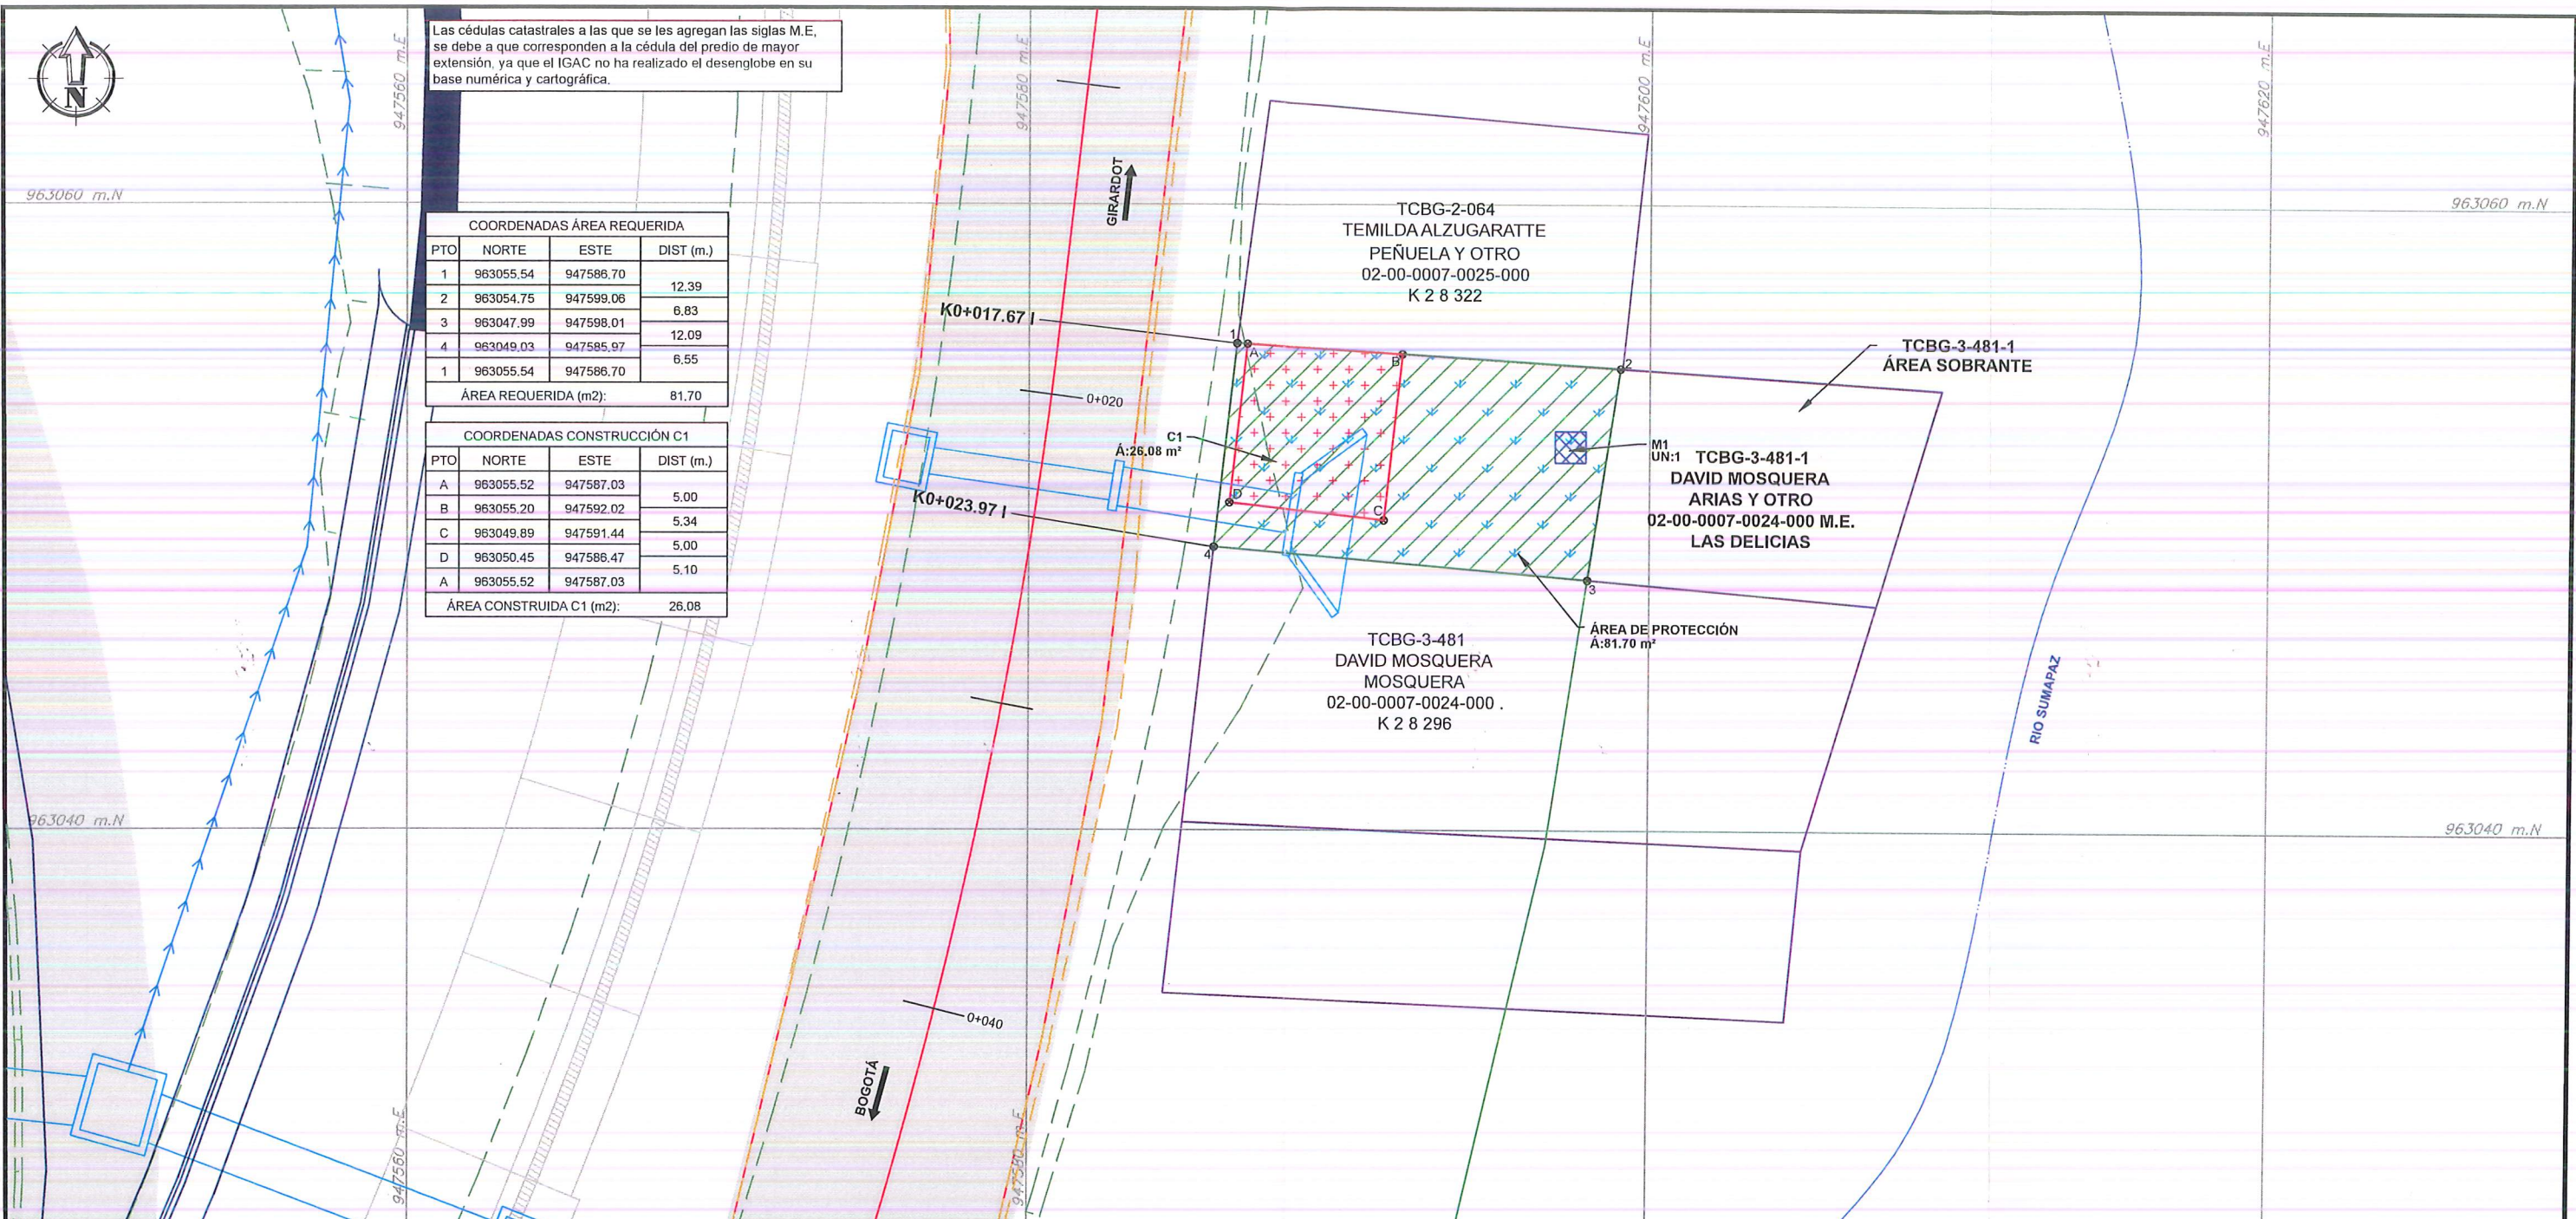 Las cédulas catastrales a las que se les agregan las siglas M.E,
se debe a que corresponden a la cédula del predio de mayor
extensión, ya que el IGAC no ha realizado el desenglobe en su
base numérica y cartográfica.
N
947560 m.E
947580 m.E
947600 m.E
947620 m.E
963060 m.N
963060 m.N
GIRARDOT
COORDENADAS ÁREA REQUERIDA
PTO NORTE ESTE DIST (m.)
1 963055,54 947586,70
12.39
2 963054.75 947599,06
6,83
3 963047,99 947598,01
12.09
4 963049,03 947585,97
6,55
1 963055,54 947586,70
ÁREA REQUERIDA (m2): 81,70
COORDENADAS CONSTRUCCIÓN C1
PTO NORTE ESTE DIST (m.)
A 963055,52 947587.03
5,00
B 963055,20 947592,02
5.34
C 963049,89 947591,44
5,00
D 963050,45 947586,47
5,10
A 963055,52 947587,03
ÁREA CONSTRUIDA C1 (m2): 26,08
TCBG-2-064
TEMILDA ALZUGARATTE
PEÑUELA Y OTRO
02-00-0007-0025-000
K 2 8 322
K0+017.67 I
1
A
B
2
TCBG-3-481-1
ÁREA SOBRANTE
0+020
C1
Á:26.08 m²
M1
UN:1
TCBG-3-481-1
DAVID MOSQUERA
ARIAS Y OTRO
02-00-0007-0024-000 M.E.
LAS DELICIAS
K0+023.97 I
D
C
4
3
ÁREA DE PROTECCIÓN
Á:81.70 m²
TCBG-3-481
DAVID MOSQUERA
MOSQUERA
02-00-0007-0024-000 .
K 2 8 296
RIO SUMAPAZ
963040 m.N
963040 m.N
0+040
BOGOTÁ
947560 m.E
947580 m.E